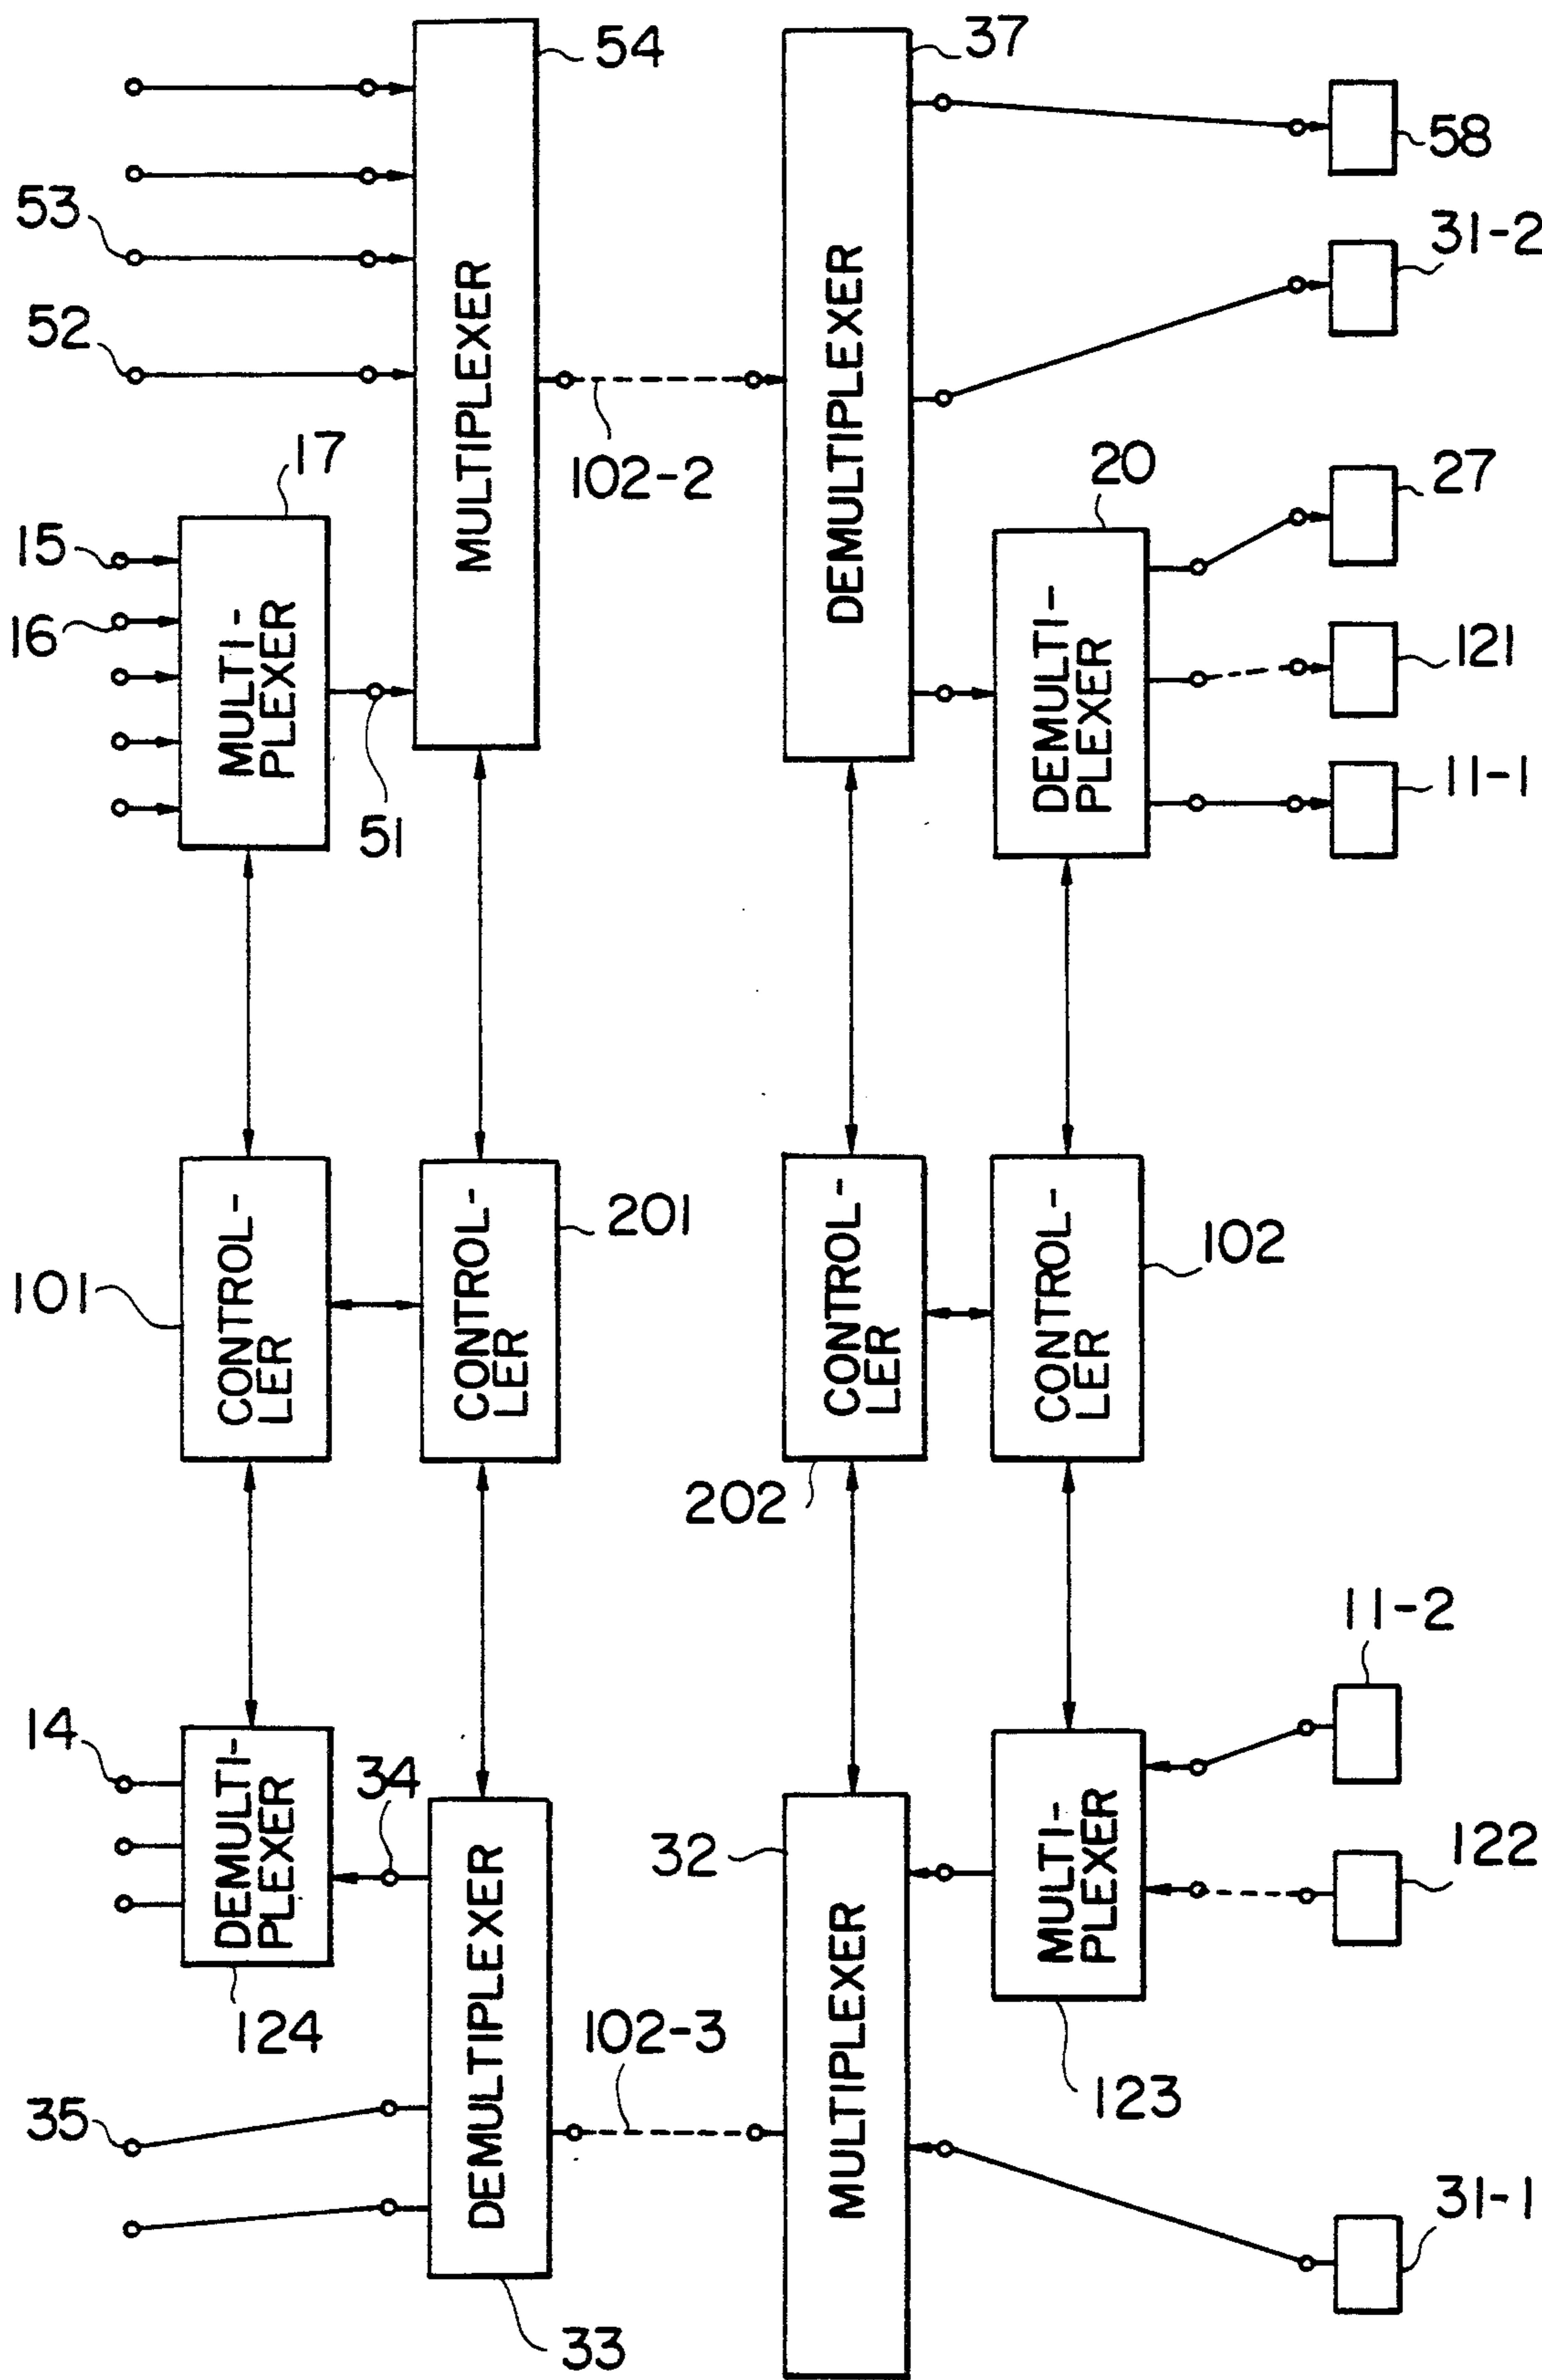 54
37
58
53
31-2
52
MULTIPLEXER
DEMULTIPLEXER
17
102-2
20
27
15
16
MULTI-
PLEXER
121
DEMULTI-
PLEXER
51
11-1
CONTROL-
LER
201
CONTROL-
LER
101
CONTROL-
LER
102
CONTROL-
LER
202
11-2
14
DEMULTI-
PLEXER
34
32
122
MULTI-
PLEXER
DEMULTIPLEXER
124
102-3
MULTIPLEXER
123
35
31-1
33